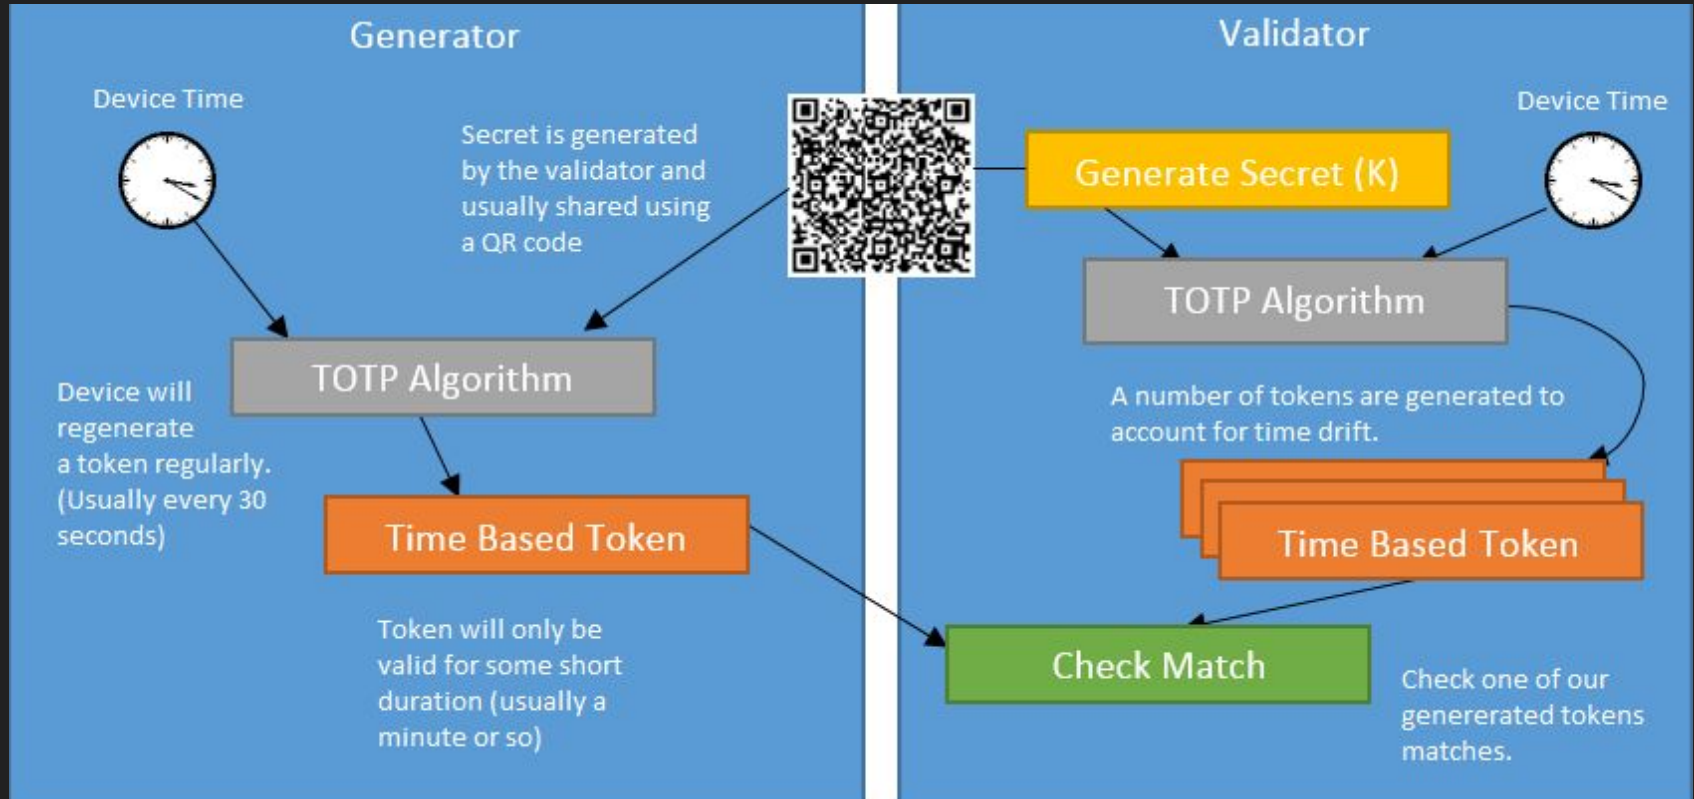 Generator
Device Time
Secret is generated
by the validator and
usually shared using
a QR code
TOTP Algorithm
Device will
regenerate
a token regularly.
(Usually every 30
seconds)
Time Based Token
Token will only be
valid for some short
duration (usually a
minute or so)
Validator
Device Time
Generate Secret (K)
TOTP Algorithm
A number of tokens are generated to
account for time drift.
Time Based Token
Check Match
Check one of our
genererated tokens
matches.